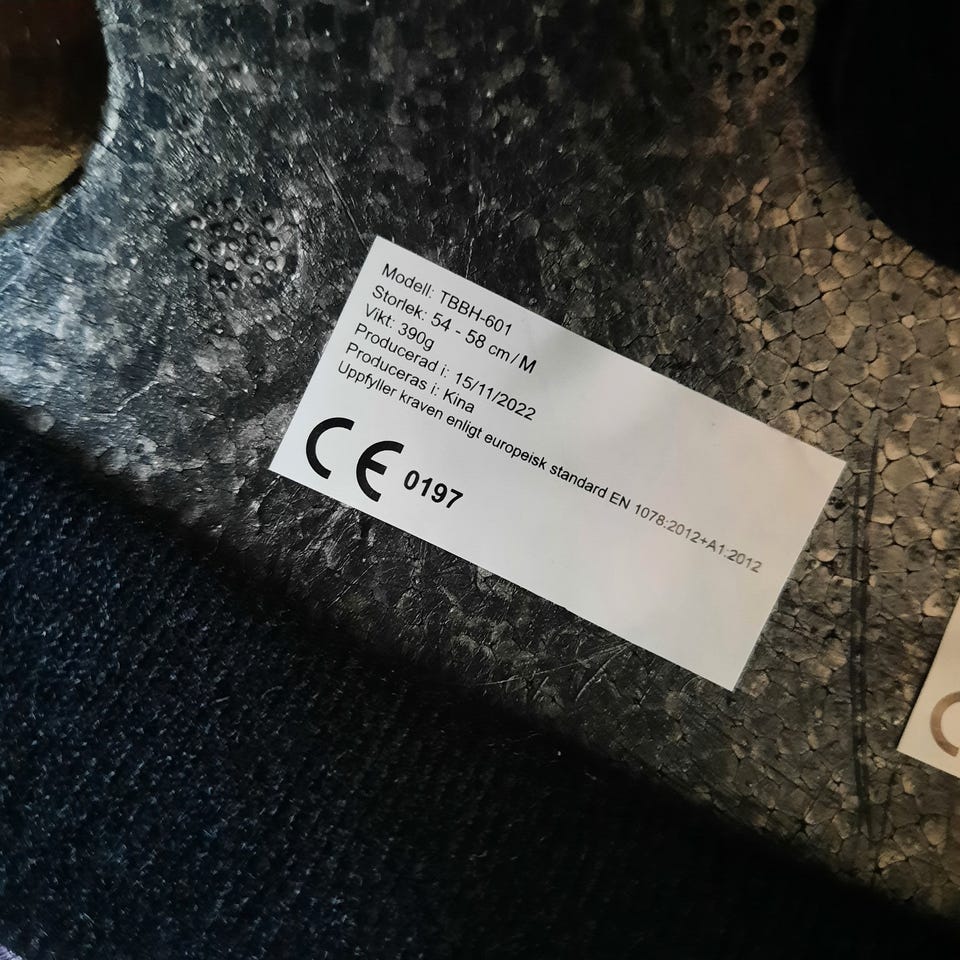 Modell: TBBH-601
Storlek: 54 - 58 cm / M
Vikt: 390g
Producerad i: 15/11/2022
Produceras i: Kina
Uppfyller kraven enligt europeisk standard EN 1078:2012+A1:2012
CE 0197